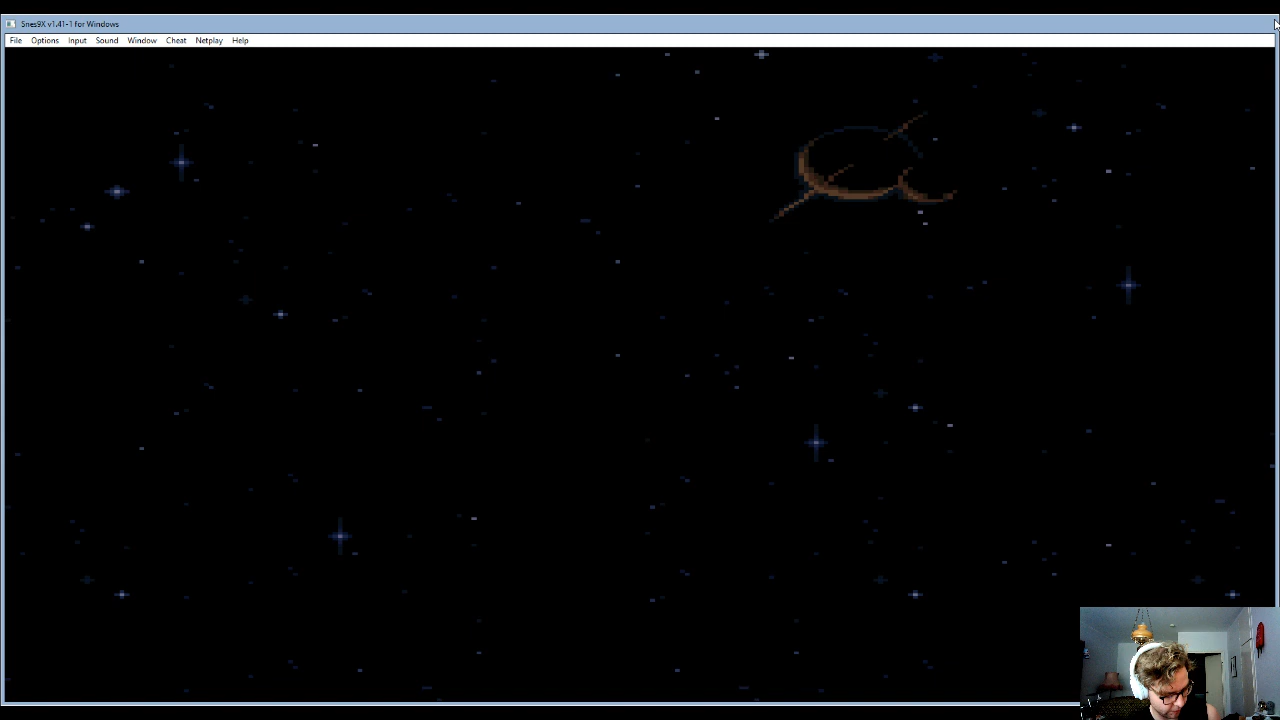 Snes9X v1.41-1 for Windows
File Options Input Sound Window Cheat Netplay Help